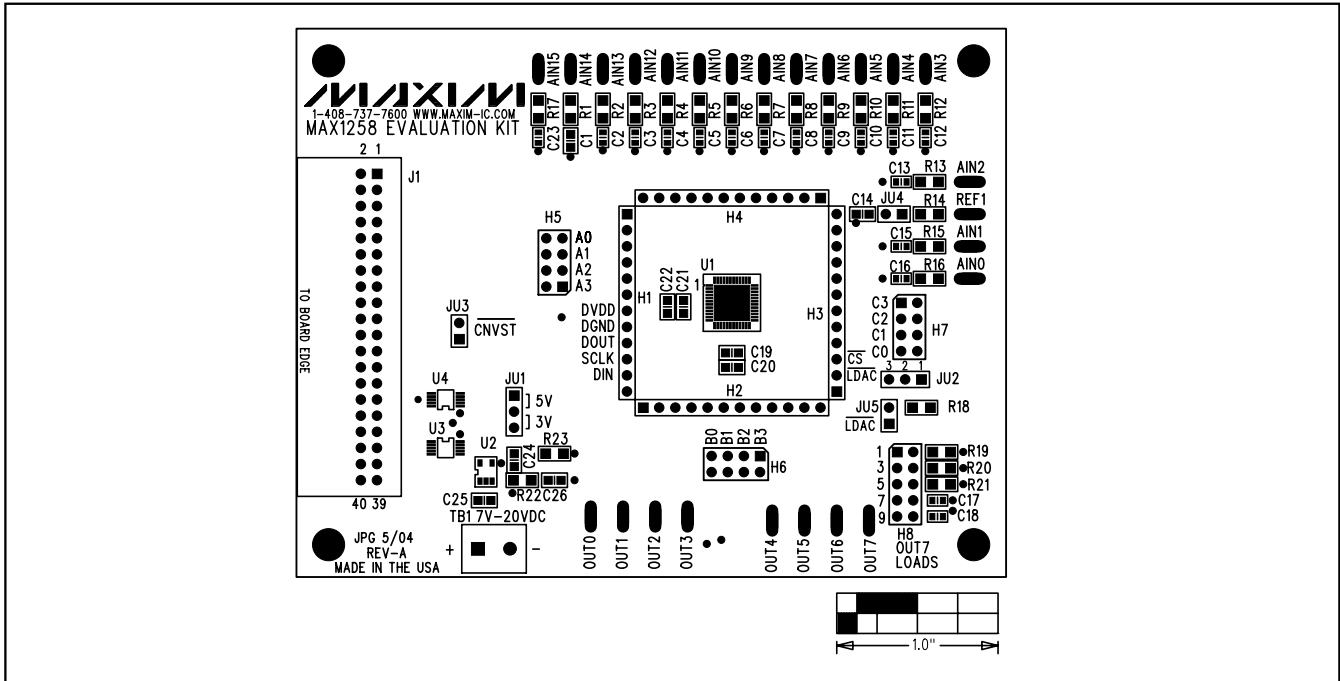 MAXIM
1-408-737-7600 WWW.MAXIM-IC.COM
MAX1258 EVALUATION KIT
AIN15
AIN14
AIN13
AIN12
AIN11
AIN10
AIN9
AIN8
AIN7
AIN6
AIN5
AIN4
AIN3
R17
R1
R2
R3
R4
R5
R6
R7
R8
R9
R10
R11
R12
C23
C1
C2
C3
C4
C5
C6
C7
C8
C9
C10
C11
C12
2 1
J1
C13 R13 AIN2
C14 JU4 R14 REF1
C15 R15 AIN1
C16 R16 AIN0
H5
A0
A1
A2
A3
H4
U1
1
C22
C21
H1
H3
DVDD
DGND
DOUT
SCLK
DIN
C19
C20
H2
C3
C2
C1
C0
H7
CS
LDAC
3 2 1
JU2
JU5
LDAC
R18
TO BOARD EDGE
JU3
CNVST
U4
JU1
5V
3V
U3
U2
C24
R23
R22
C26
C25
B0
B1
B2
B3
H6
1
3
5
7
9
R19
R20
R21
C17
C18
H8
OUT7
LOADS
40 39
TB1 7V-20VDC
+ -
JPG 5/04
REV-A
MADE IN THE USA
OUT0
OUT1
OUT2
OUT3
OUT4
OUT5
OUT6
OUT7
1.0"